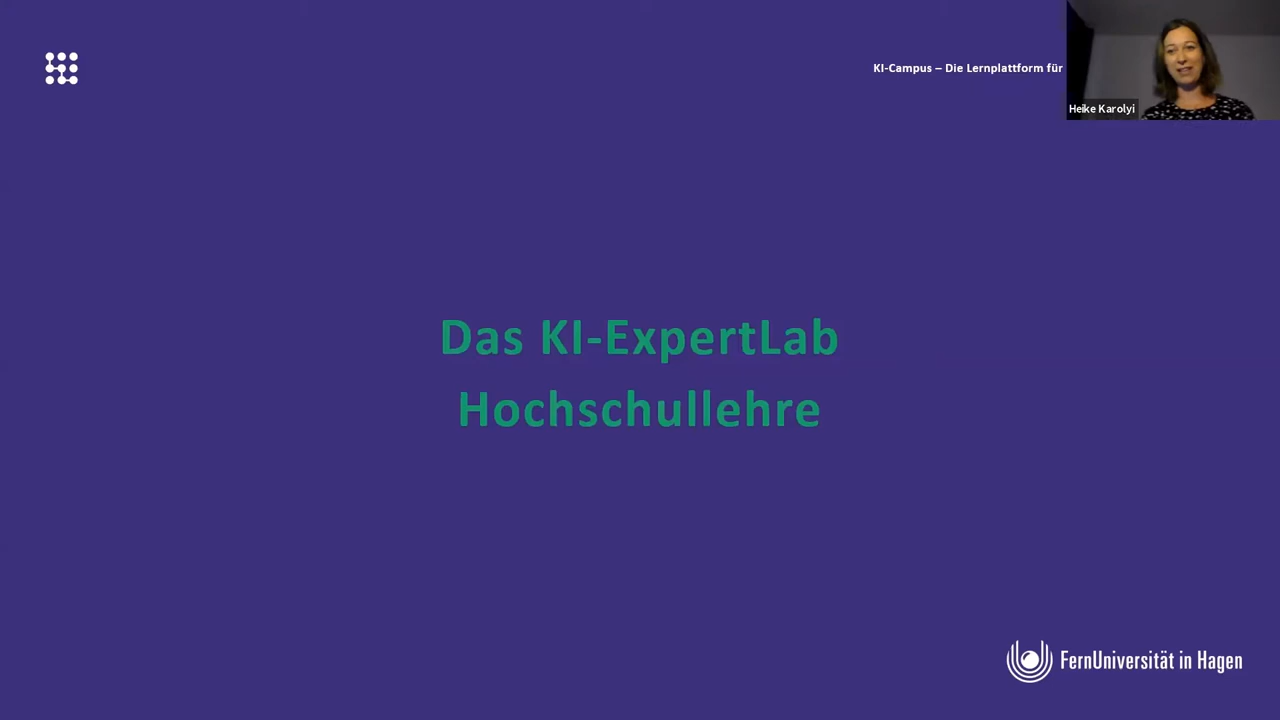 KI-Campus – Die Lernplattform für
Heike Karolyi
Das KI-ExpertLab
Hochschullehre
FernUniversität in Hagen